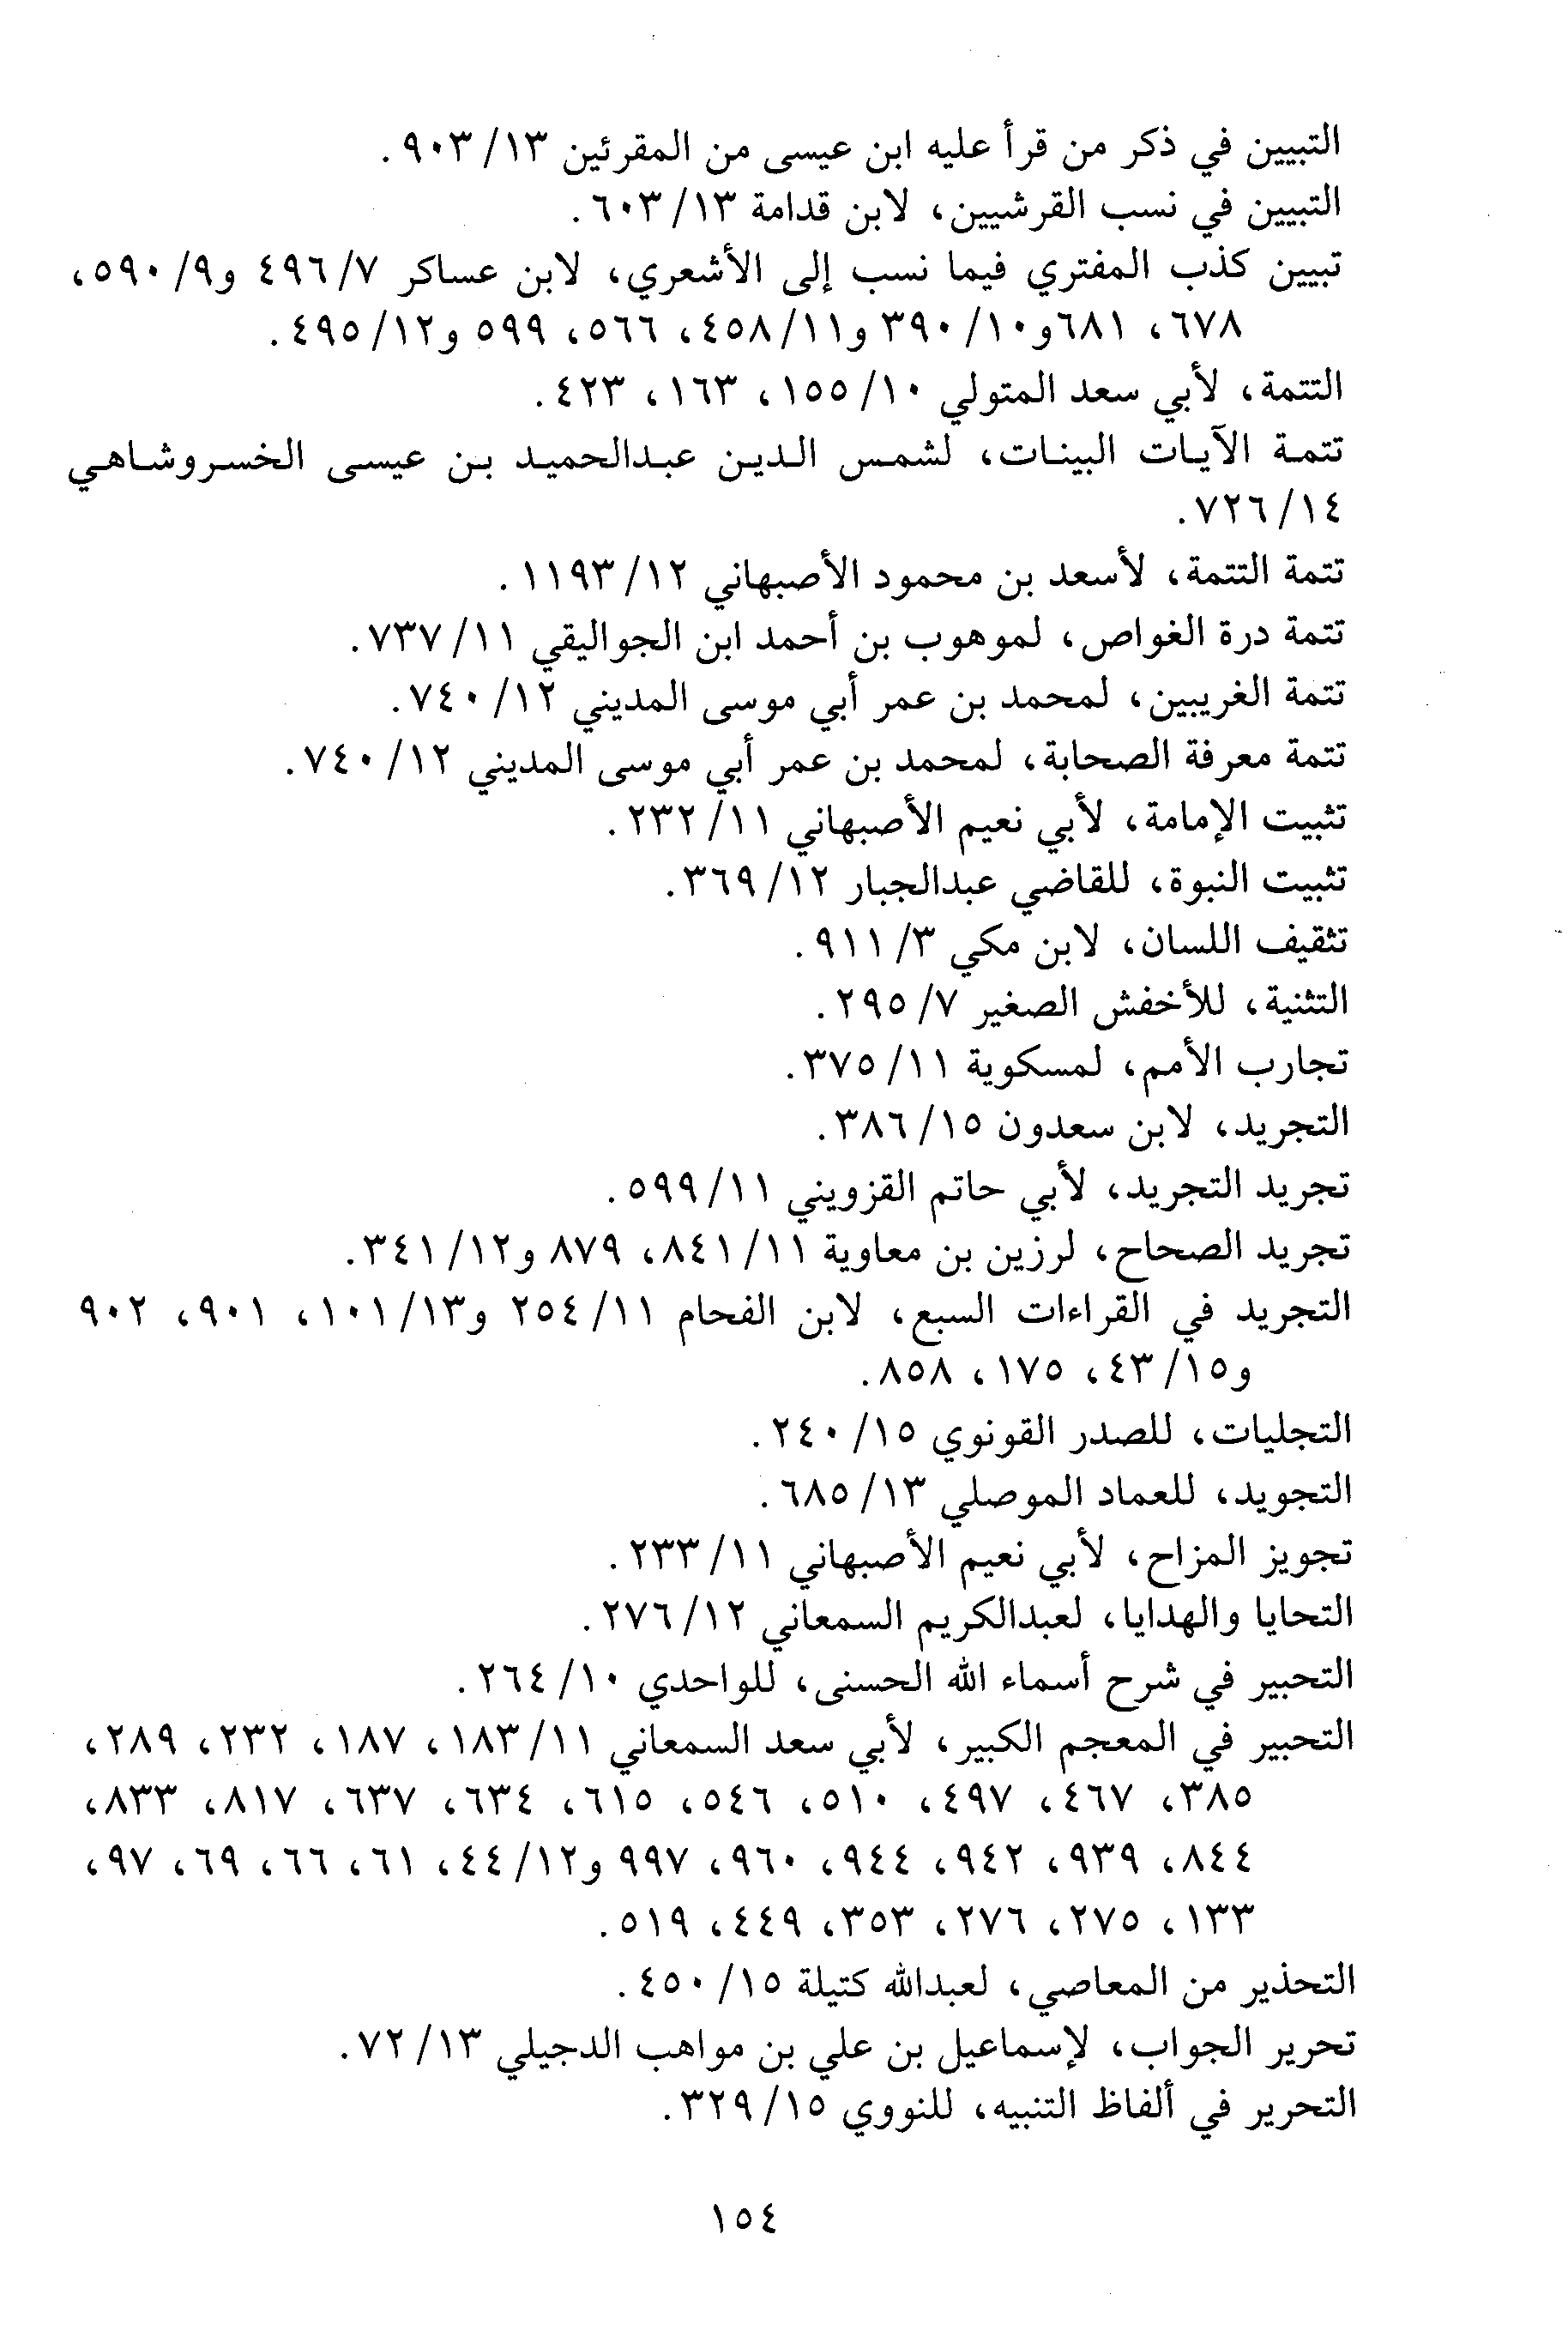 التبيين في ذكر من قرأ عليه ابن عيسى من المقرئين ١٣/ ٩٠٣.
التبيين في نسب القرشيين، لابن قدامة ١٣/ ٦٠٣.
تبيين كذب المفتري فيما نسب إلى الأشعري، لابن عساكر ٧/ ٤٩٦ و٩/ ٥٩٠،
٦٧٨، ٦٨١و١٠/ ٣٩٠ و١١/ ٤٥٨، ٥٦٦، ٥٩٩ و١٢/ ٤٩٥.
التتمة، لأبي سعد المتولي ١٠/ ١٥٥، ١٦٣، ٤٢٣.
تتمة الآيات البينات، لشمس الدين عبدالحميد بن عيسى الخسروشاهي
١٤/ ٧٢٦.
تتمة التتمة، لأسعد بن محمود الأصبهاني ١٢/ ١١٩٣.
تتمة درة الغواص، لموهوب بن أحمد ابن الجواليقي ١١/ ٧٣٧.
تتمة الغريبين، لمحمد بن عمر أبي موسى المديني ١٢/ ٧٤٠.
تتمة معرفة الصحابة، لمحمد بن عمر أبي موسى المديني ١٢/ ٧٤٠.
تثبيت الإمامة، لأبي نعيم الأصبهاني ١١/ ٢٣٢.
تثبيت النبوة، للقاضي عبدالجبار ١٢/ ٣٦٩.
تثقيف اللسان، لابن مكي ٣/ ٩١١.
التثنية، للأخفش الصغير ٧/ ٢٩٥.
تجارب الأمم، لمسكوية ١١/ ٣٧٥.
التجريد، لابن سعدون ١٥/ ٣٨٦.
تجريد التجريد، لأبي حاتم القزويني ١١/ ٥٩٩.
تجريد الصحاح، لرزين بن معاوية ١١/ ٨٤١، ٨٧٩ و١٢/ ٣٤١.
التجريد في القراءات السبع، لابن الفحام ١١/ ٢٥٤ و١٣/ ١٠١، ٩٠١، ٩٠٢
و١٥/ ٤٣، ١٧٥، ٨٥٨.
التجليات، للصدر القونوي ١٥/ ٢٤٠.
التجويد، للعماد الموصلي ١٣/ ٦٨٥.
تجويز المزاح، لأبي نعيم الأصبهاني ١١/ ٢٣٣.
التحايا والهدايا، لعبدالكريم السمعاني ١٢/ ٢٧٦.
التحبير في شرح أسماء الله الحسنى، للواحدي ١٠/ ٢٦٤.
التحبير في المعجم الكبير، لأبي سعد السمعاني ١١/ ١٨٣، ١٨٧، ٢٣٢، ٢٨٩،
٣٨٥، ٤٦٧، ٤٩٧، ٥١٠، ٥٤٦، ٦١٥، ٦٣٤، ٦٣٧، ٨١٧، ٨٣٣،
٨٤٤، ٩٣٩، ٩٤٢، ٩٤٤، ٩٦٠، ٩٩٧ و١٢/ ٤٤، ٦١، ٦٦، ٦٩، ٩٧،
١٣٣، ٢٧٥، ٢٧٦، ٣٥٣، ٤٤٩، ٥١٩.
التحذير من المعاصي، لعبدالله كتيلة ١٥/ ٤٥٠.
تحرير الجواب، لإسماعيل بن علي بن مواهب الدجيلي ١٣/ ٧٢.
التحرير في ألفاظ التنبيه، للنووي ١٥/ ٣٢٩.
١٥٤